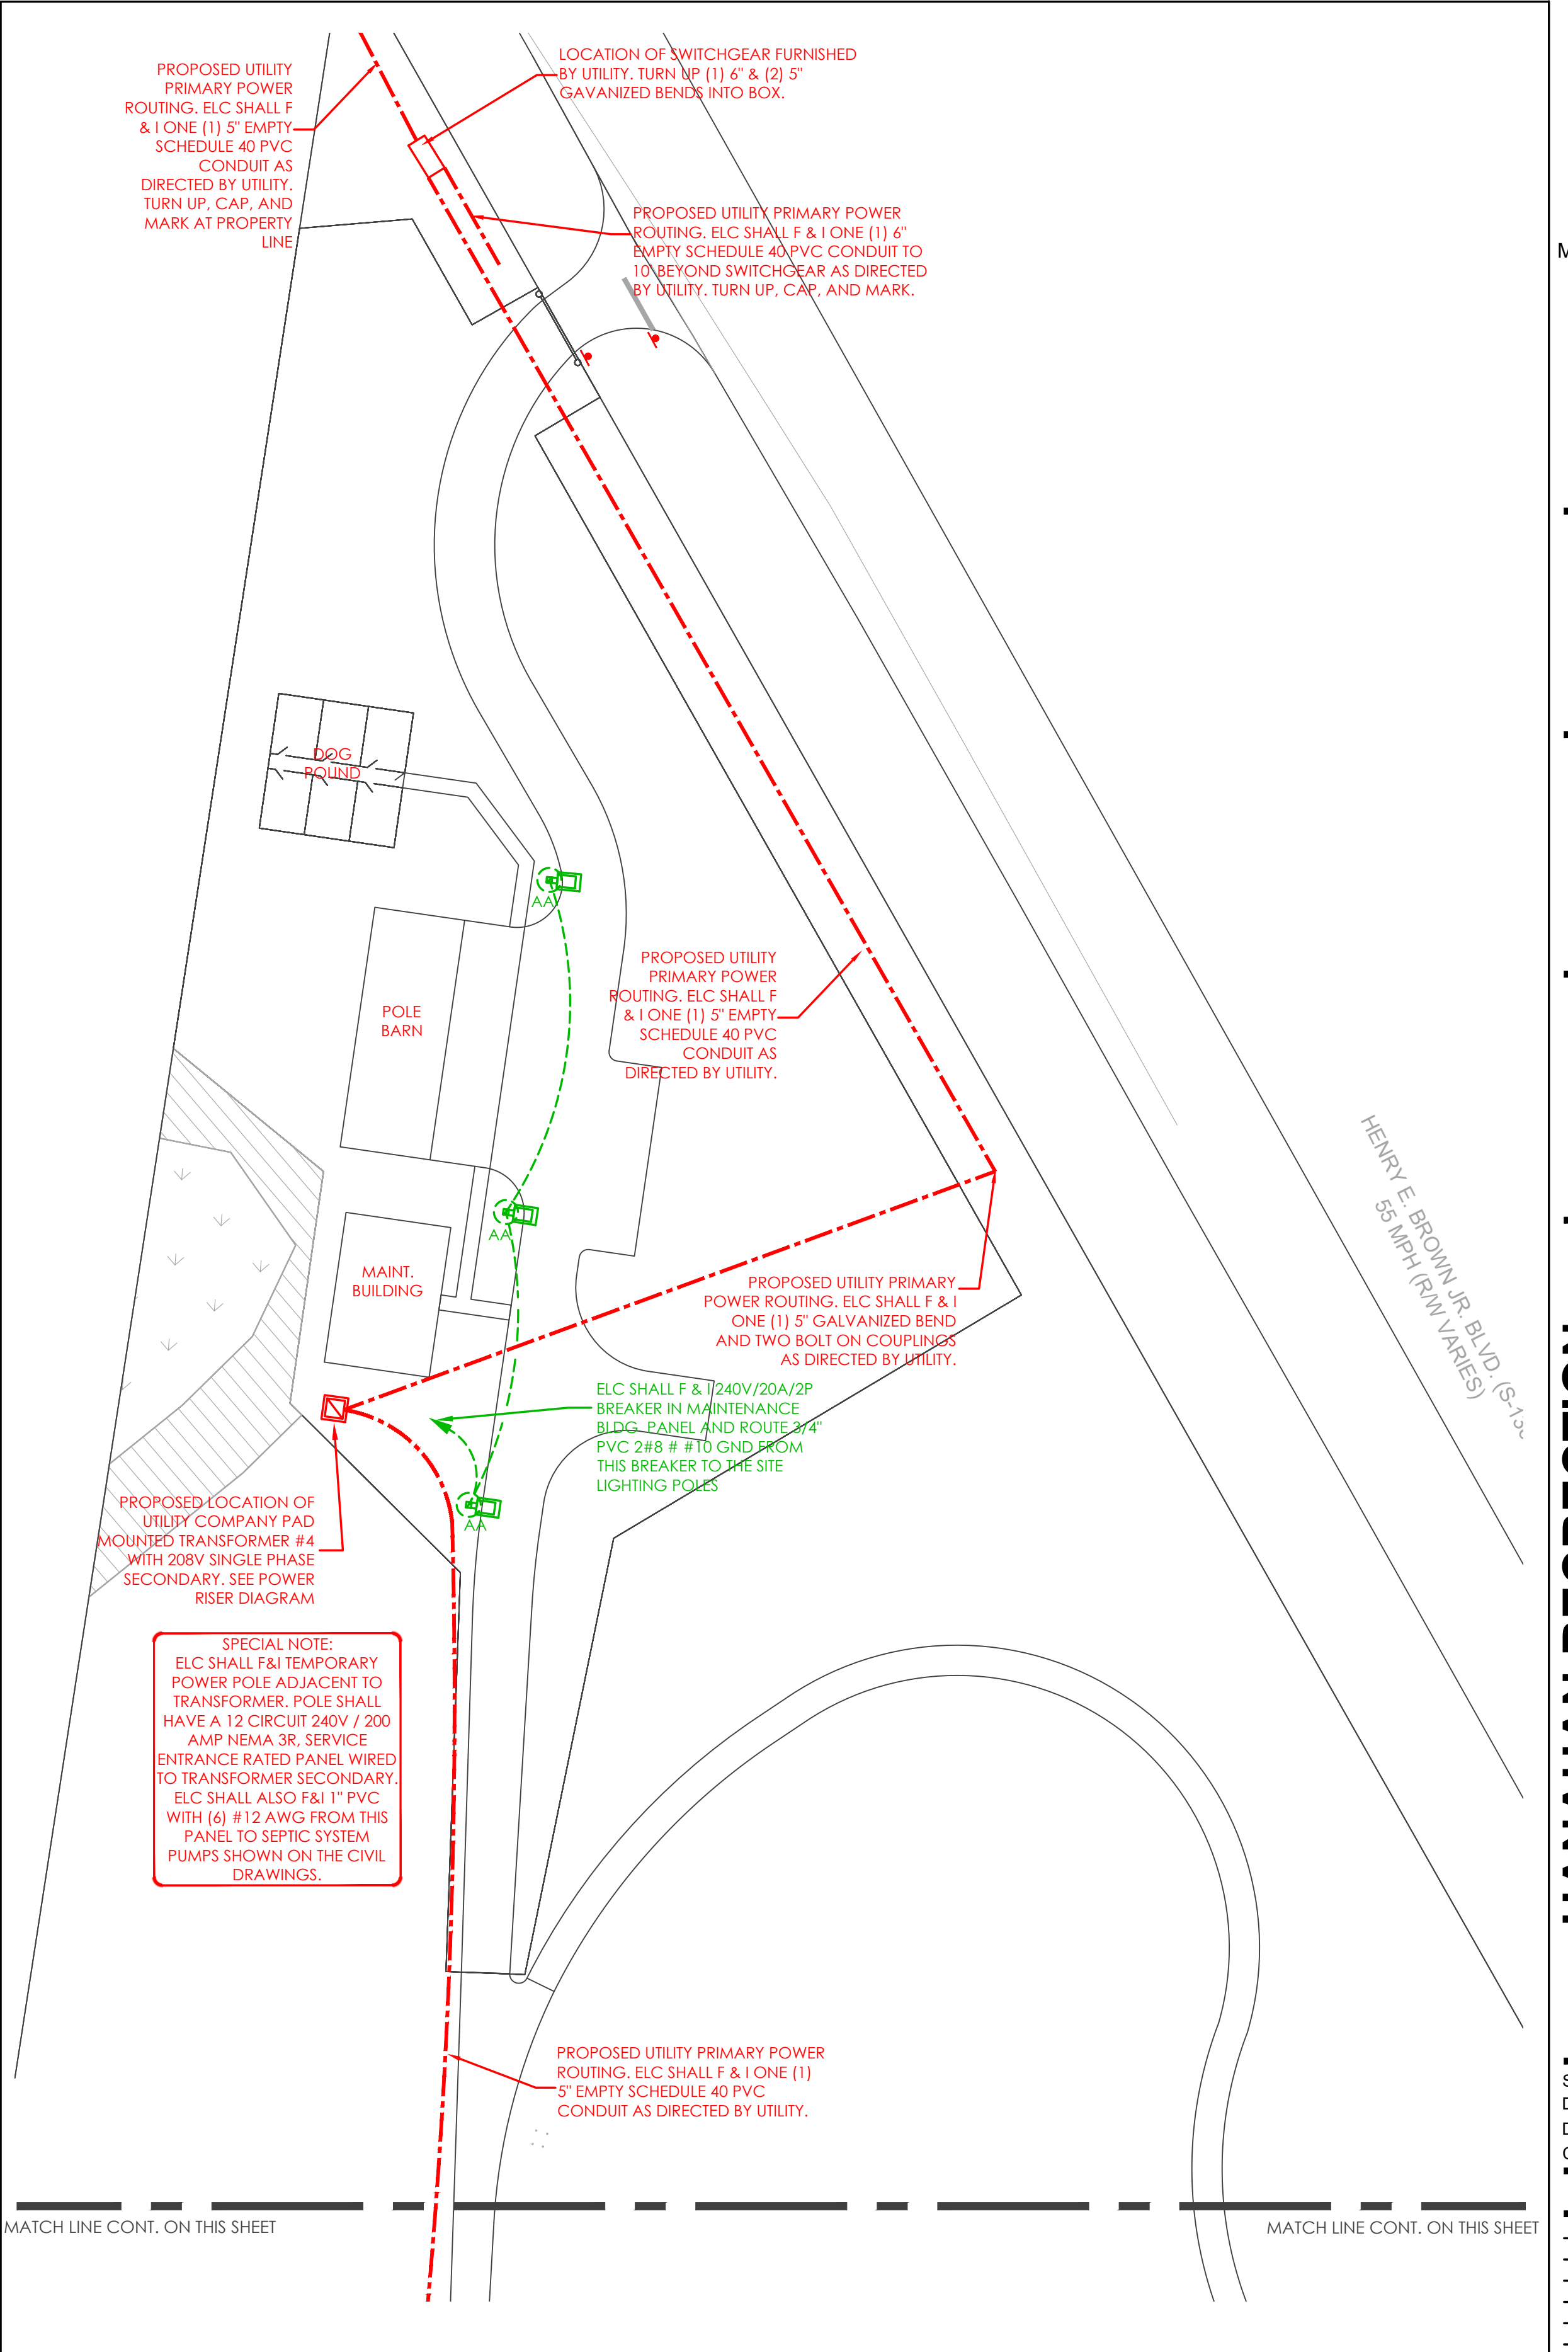 PROPOSED UTILITY
PRIMARY POWER
ROUTING. ELC SHALL F
& I ONE (1) 5" EMPTY
SCHEDULE 40 PVC
CONDUIT AS
DIRECTED BY UTILITY.
TURN UP, CAP, AND
MARK AT PROPERTY
LINE
LOCATION OF SWITCHGEAR FURNISHED
BY UTILITY. TURN UP (1) 6" & (2) 5"
GAVANIZED BENDS INTO BOX.
PROPOSED UTILITY PRIMARY POWER
ROUTING. ELC SHALL F & I ONE (1) 6"
EMPTY SCHEDULE 40 PVC CONDUIT TO
10' BEYOND SWITCHGEAR AS DIRECTED
BY UTILITY. TURN UP, CAP, AND MARK.
DOG
POUND
AA
POLE
BARN
PROPOSED UTILITY
PRIMARY POWER
ROUTING. ELC SHALL F
& I ONE (1) 5" EMPTY
SCHEDULE 40 PVC
CONDUIT AS
DIRECTED BY UTILITY.
HENRY E. BROWN JR. BLVD.
55 MPH (R/W VARIES)
AA
MAINT.
BUILDING
PROPOSED UTILITY PRIMARY
POWER ROUTING. ELC SHALL F & I
ONE (1) 5" GALVANIZED BEND
AND TWO BOLT ON COUPLINGS
AS DIRECTED BY UTILITY.
ELC SHALL F & I 240V/20A/2P
BREAKER IN MAINTENANCE
BLDG. PANEL AND ROUTE 3/4"
PVC 2#8 # #10 GND FROM
THIS BREAKER TO THE SITE
LIGHTING POLES
AA
PROPOSED LOCATION OF
UTILITY COMPANY PAD
MOUNTED TRANSFORMER #4
WITH 208V SINGLE PHASE
SECONDARY. SEE POWER
RISER DIAGRAM
SPECIAL NOTE:
ELC SHALL F&I TEMPORARY
POWER POLE ADJACENT TO
TRANSFORMER. POLE SHALL
HAVE A 12 CIRCUIT 240V / 200
AMP NEMA 3R, SERVICE
ENTRANCE RATED PANEL WIRED
TO TRANSFORMER SECONDARY.
ELC SHALL ALSO F&I 1" PVC
WITH (6) #12 AWG FROM THIS
PANEL TO SEPTIC SYSTEM
PUMPS SHOWN ON THE CIVIL
DRAWINGS.
PROPOSED UTILITY PRIMARY POWER
ROUTING. ELC SHALL F & I ONE (1)
5" EMPTY SCHEDULE 40 PVC
CONDUIT AS DIRECTED BY UTILITY.
MATCH LINE CONT. ON THIS SHEET
MATCH LINE CONT. ON THIS SHEET